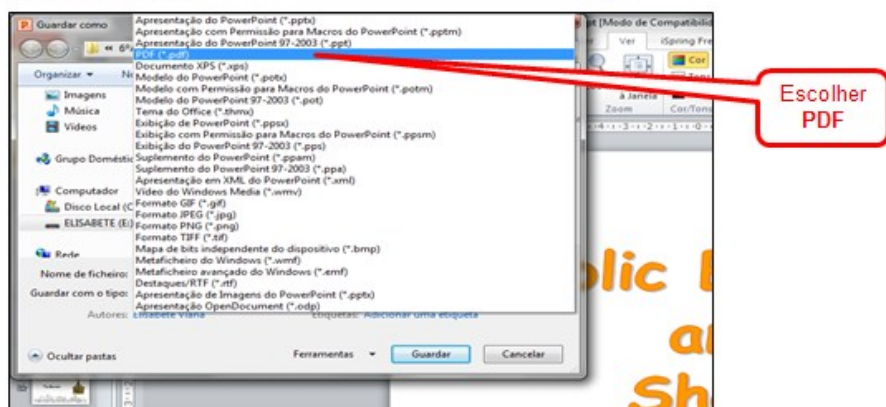 Guardar como
Apresentação do PowerPoint (*.pptx)
Apresentação com Permissão para Macros do PowerPoint (*.pptm)
Apresentação do PowerPoint 97-2003 (*.ppt)
PDF (*.pdf)
Documento XPS (*.xps)
Modelo do PowerPoint (*.potx)
Modelo com Permissão para Macros do PowerPoint (*.potm)
Modelo do PowerPoint 97-2003 (*.pot)
Tema do Office (*.thmx)
Exibição de PowerPoint (*.ppsx)
Exibição com Permissão para Macros do PowerPoint (*.ppsm)
Exibição do PowerPoint 97-2003 (*.pps)
Suplemento do PowerPoint (*.ppam)
Suplemento do PowerPoint 97-2003 (*.ppa)
Apresentação em XML do PowerPoint (*.xml)
Vídeo do Windows Media (*.wmv)
Formato GIF (*.gif)
Formato JPEG (*.jpg)
Formato PNG (*.png)
Formato TIFF (*.tif)
Mapa de bits independente do dispositivo (*.bmp)
Metaficheiro do Windows (*.wmf)
Metaficheiro avançado do Windows (*.emf)
Destaques/RTF (*.rtf)
Apresentação de Imagens do PowerPoint (*.pptx)
Apresentação OpenDocument (*.odp)
Organizar
Imagens
Música
Vídeos
Grupo Doméstic
Computador
Disco Local (C
ELISABETE (E:)
Rede
Nome de ficheiro:
Guardar com o tipo:
Autores: Elisabete Viana
Etiquetas: Adicionar uma etiqueta
Ocultar pastas
Ferramentas
Guardar
Cancelar
pt [Modo de Compatibilid
Ver
iSpring Fre
Cor
à Janela
Zoom
Cor/Tons
Escolher
PDF
olic
Sh